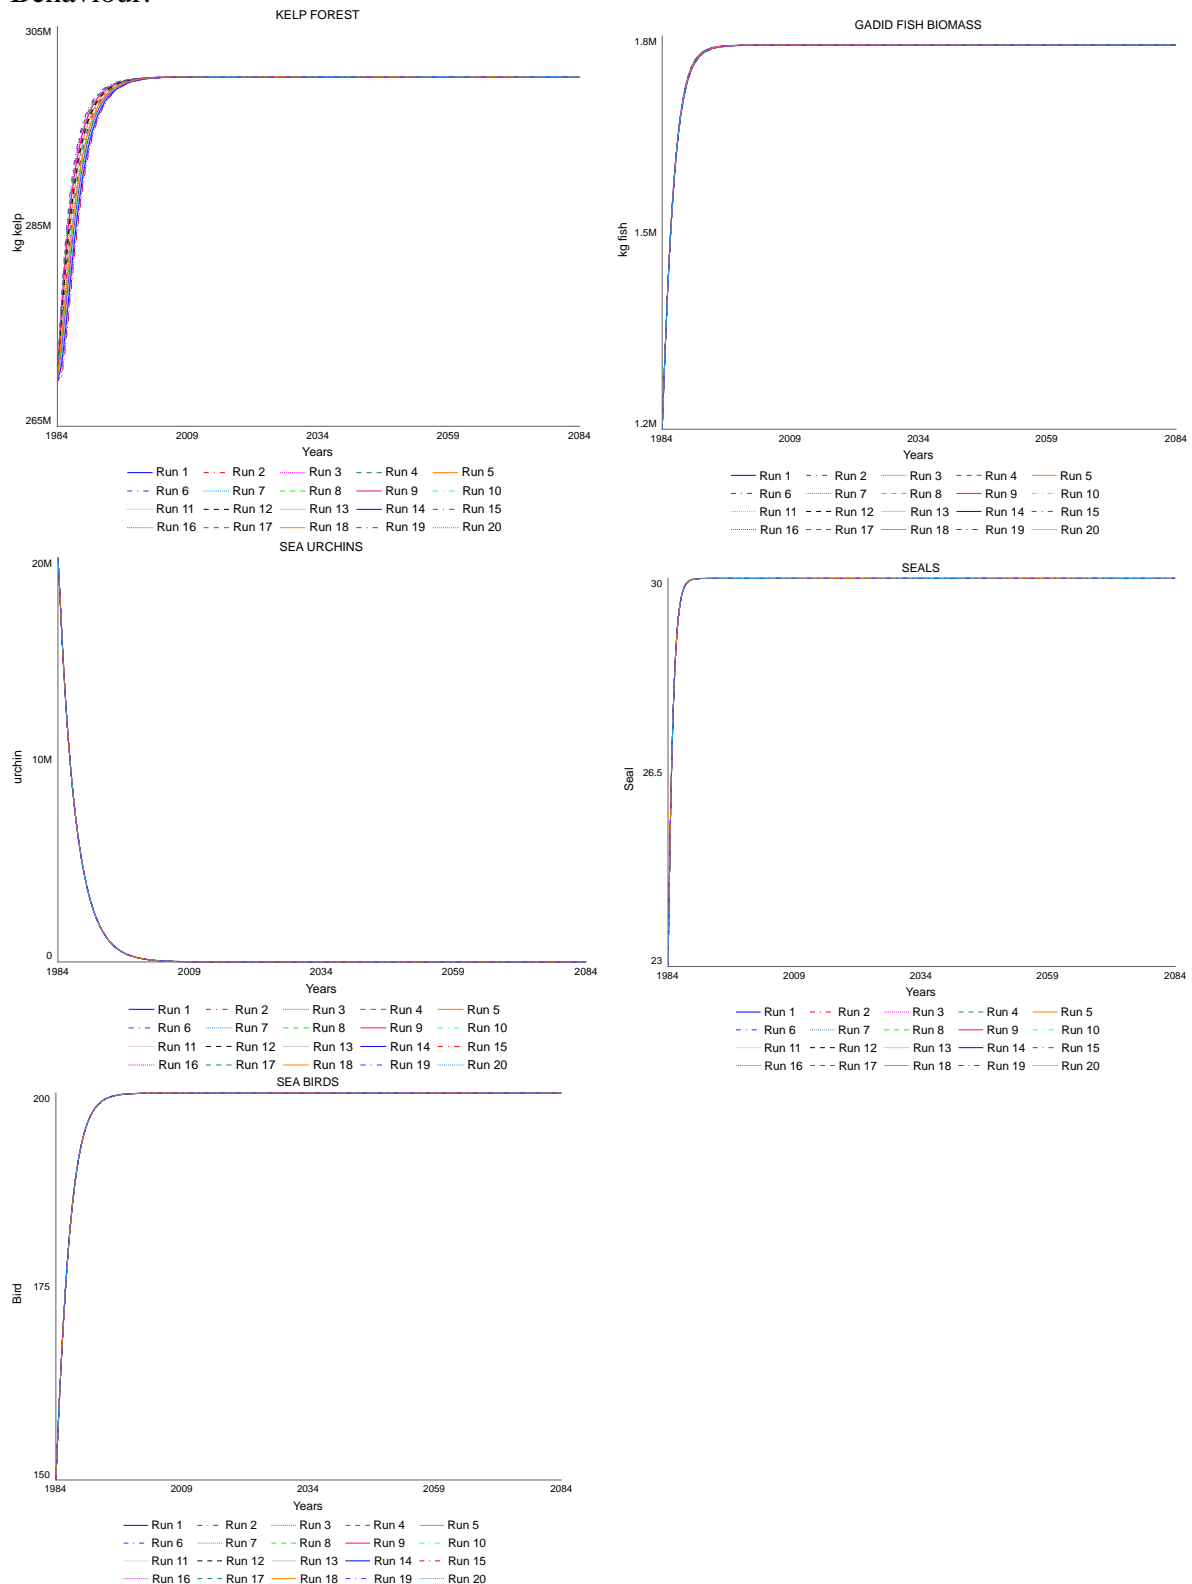 Behaviour:
KELP FOREST
305M
285M
265M
kg kelp
1984 2009 2034 2059 2084
Years
Run 1 Run 2 Run 3 Run 4 Run 5
Run 6 Run 7 Run 8 Run 9 Run 10
Run 11 Run 12 Run 13 Run 14 Run 15
Run 16 Run 17 Run 18 Run 19 Run 20
GADID FISH BIOMASS
1.8M
1.5M
1.2M
kg fish
1984 2009 2034 2059 2084
Years
Run 1 Run 2 Run 3 Run 4 Run 5
Run 6 Run 7 Run 8 Run 9 Run 10
Run 11 Run 12 Run 13 Run 14 Run 15
Run 16 Run 17 Run 18 Run 19 Run 20
SEA URCHINS
20M
10M
0
urchin
1984 2009 2034 2059 2084
Years
Run 1 Run 2 Run 3 Run 4 Run 5
Run 6 Run 7 Run 8 Run 9 Run 10
Run 11 Run 12 Run 13 Run 14 Run 15
Run 16 Run 17 Run 18 Run 19 Run 20
SEALS
30
26.5
23
Seal
1984 2009 2034 2059 2084
Years
Run 1 Run 2 Run 3 Run 4 Run 5
Run 6 Run 7 Run 8 Run 9 Run 10
Run 11 Run 12 Run 13 Run 14 Run 15
Run 16 Run 17 Run 18 Run 19 Run 20
SEA BIRDS
200
175
150
Bird
1984 2009 2034 2059 2084
Years
Run 1 Run 2 Run 3 Run 4 Run 5
Run 6 Run 7 Run 8 Run 9 Run 10
Run 11 Run 12 Run 13 Run 14 Run 15
Run 16 Run 17 Run 18 Run 19 Run 20